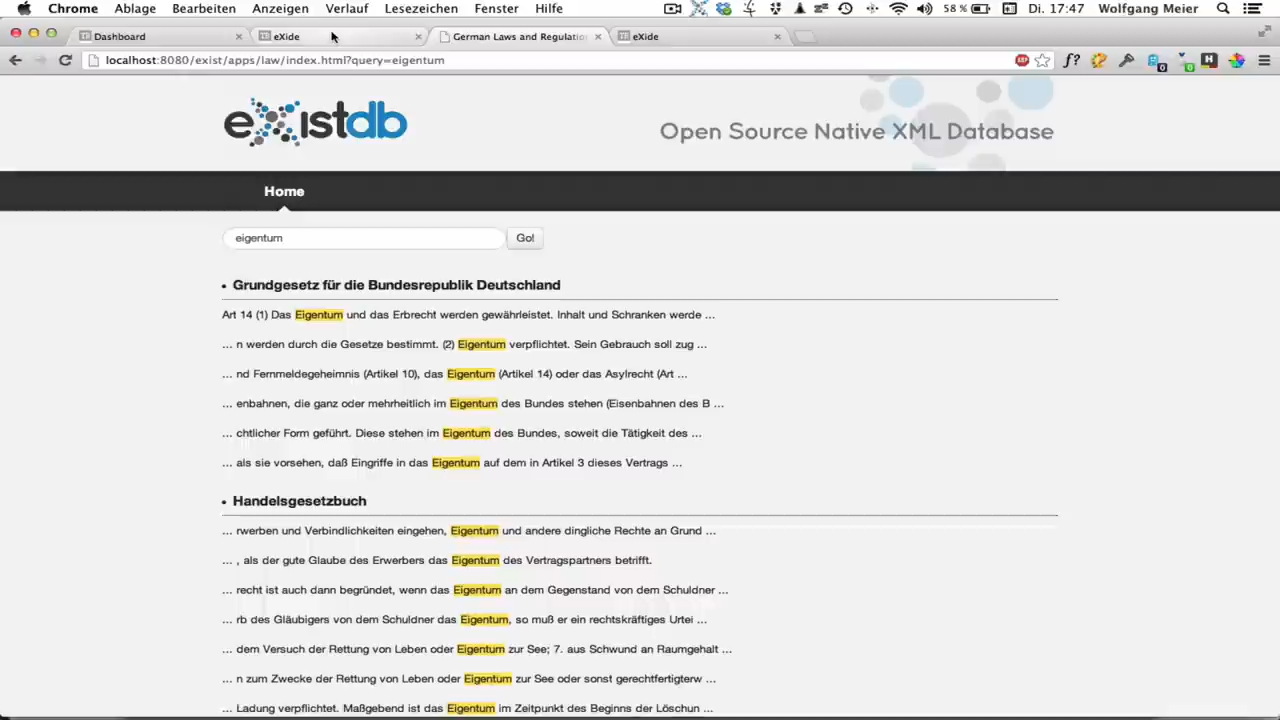 Chrome Ablage Bearbeiten Anzeigen Verlauf Lesezeichen Fenster Hilfe 58 % Di. 17:47 Wolfgang Meier
Dashboard eXide German Laws and Regulatio eXide
localhost:8080/exist/apps/law/index.html?query=eigentum
existdb Open Source Native XML Database
Home
eigentum Go!
• Grundgesetz für die Bundesrepublik Deutschland
Art 14 (1) Das Eigentum und das Erbrecht werden gewährleistet. Inhalt und Schranken werde ...
... n werden durch die Gesetze bestimmt. (2) Eigentum verpflichtet. Sein Gebrauch soll zug ...
... nd Fernmeldegeheimnis (Artikel 10), das Eigentum (Artikel 14) oder das Asylrecht (Art ...
... enbahnen, die ganz oder mehrheitlich im Eigentum des Bundes stehen (Eisenbahnen des B ...
... chtlicher Form geführt. Diese stehen im Eigentum des Bundes, soweit die Tätigkeit des ...
... als sie vorsehen, daß Eingriffe in das Eigentum auf dem in Artikel 3 dieses Vertrags ...
• Handelsgesetzbuch
... rwerben und Verbindlichkeiten eingehen, Eigentum und andere dingliche Rechte an Grund ...
... , als der gute Glaube des Erwerbers das Eigentum des Vertragspartners betrifft.
... recht ist auch dann begründet, wenn das Eigentum an dem Gegenstand von dem Schuldner ...
... rb des Gläubigers von dem Schuldner das Eigentum, so muß er ein rechtskräftiges Urtei ...
... dem Versuch der Rettung von Leben oder Eigentum zur See; 7. aus Schwund an Raumgehalt ...
... n zum Zwecke der Rettung von Leben oder Eigentum zur See oder sonst gerechtfertigterw ...
... Ladung verpflichtet. Maßgebend ist das Eigentum im Zeitpunkt des Beginns der Löschun ...